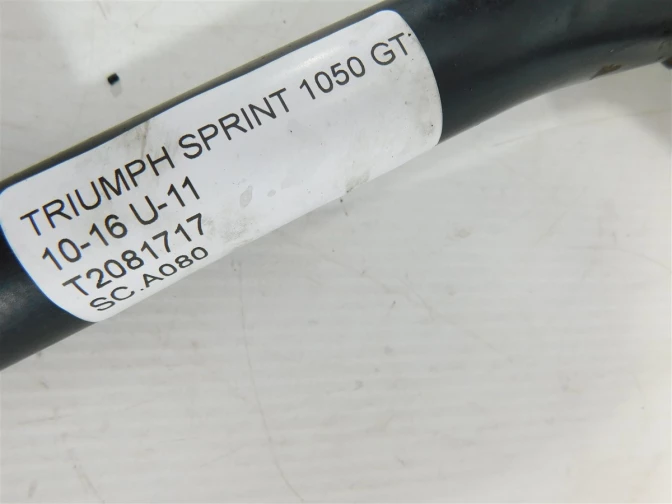 TRIUMPH SPRINT 1050 GT
10-16 U-11
T2081717
SC.A080